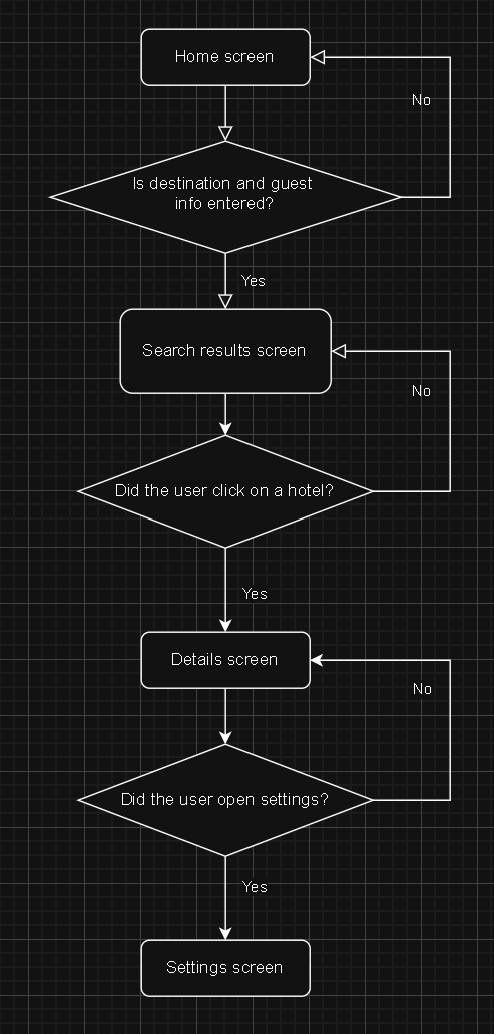 Home screen
No
Is destination and guest
info entered?
Yes
Search results screen
No
Did the user click on a hotel?
Yes
Details screen
No
Did the user open settings?
Yes
Settings screen